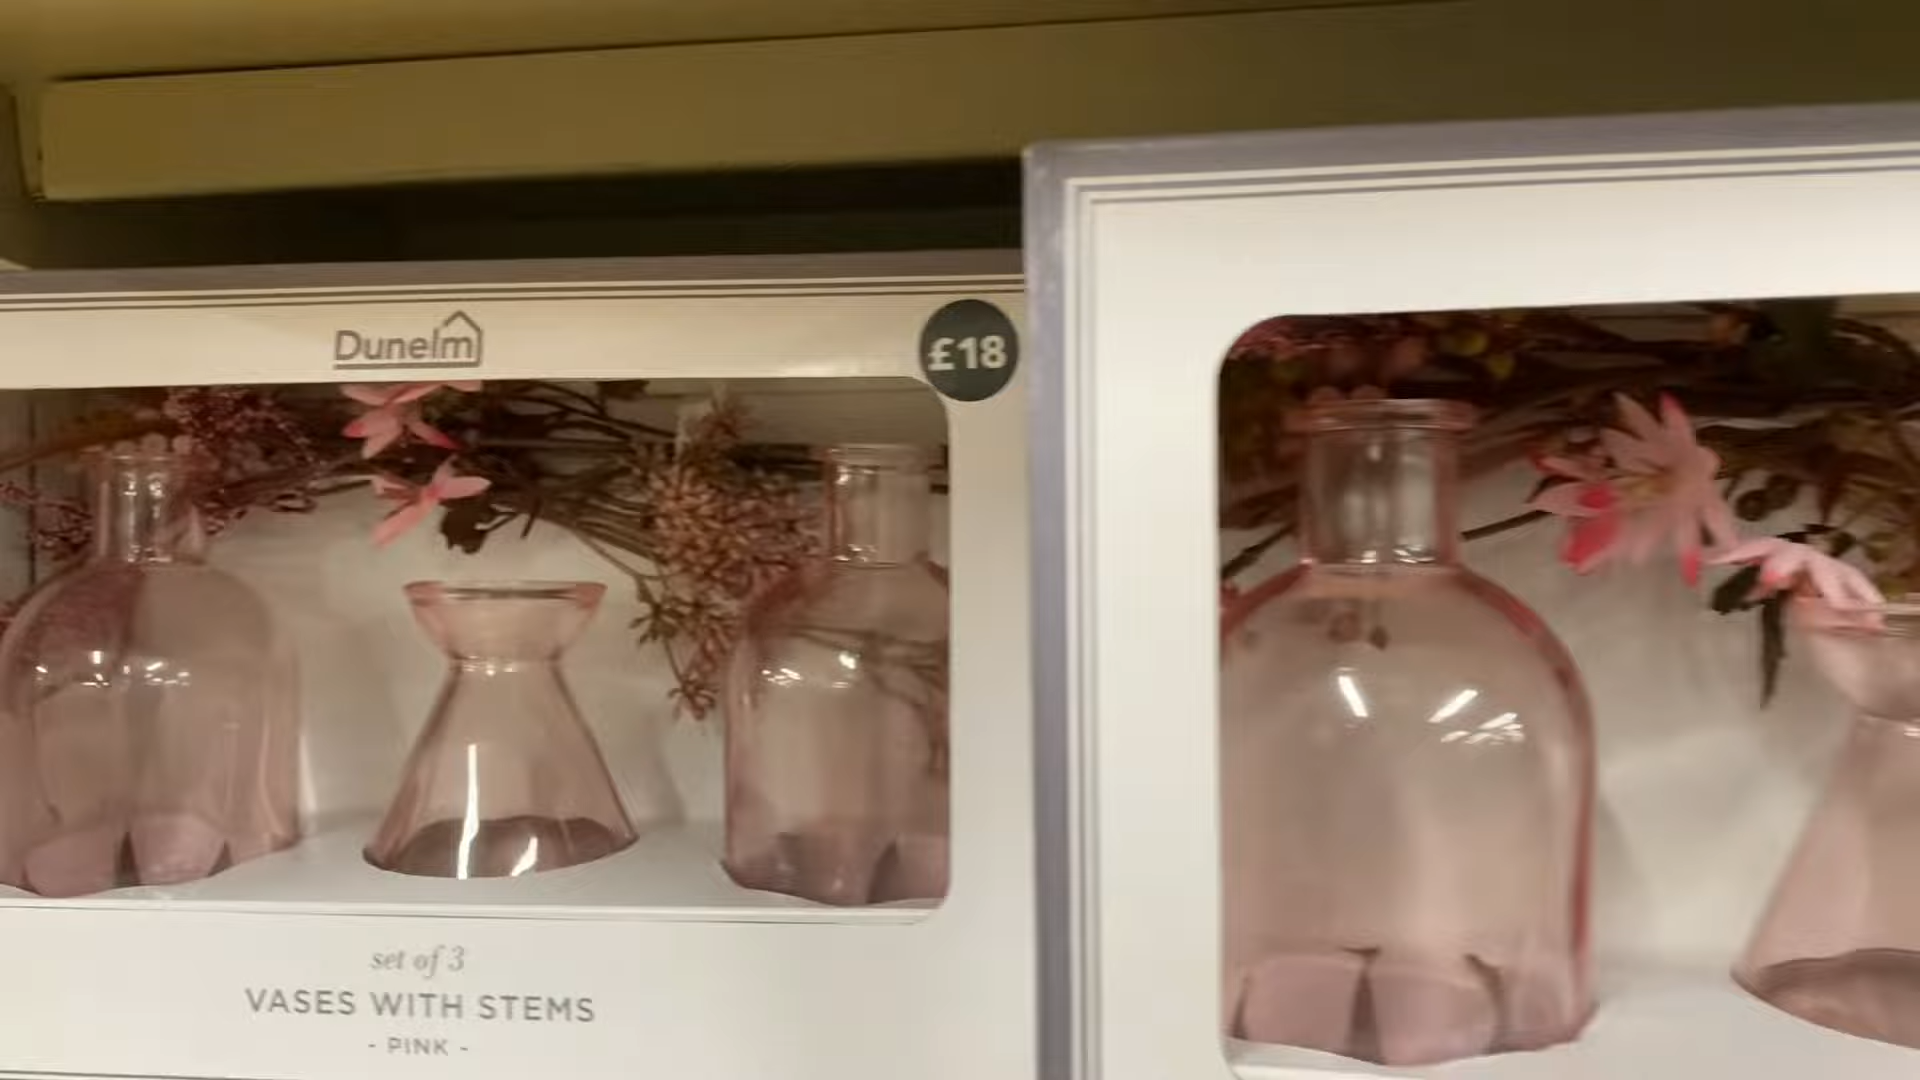 Dunelm
£18
set of 3
VASES WITH STEMS
- PINK -